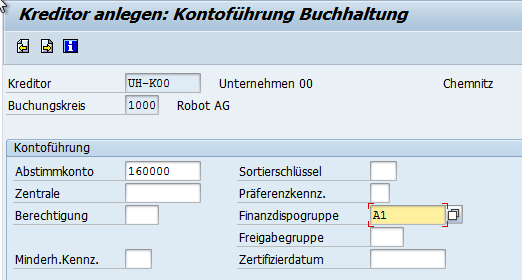 Kreditor anlegen: Kontoführung Buchhaltung
Kreditor UH-K00 Unternehmen 00 Chemnitz
Buchungskreis 1000 Robot AG
Kontoführung
Abstimmkonto 160000 Sortierschlüssel
Zentrale Präferenzkennz.
Berechtigung Finanzdispogruppe A1
Freigabegruppe
Minderh.Kennz. Zertifizierdatum